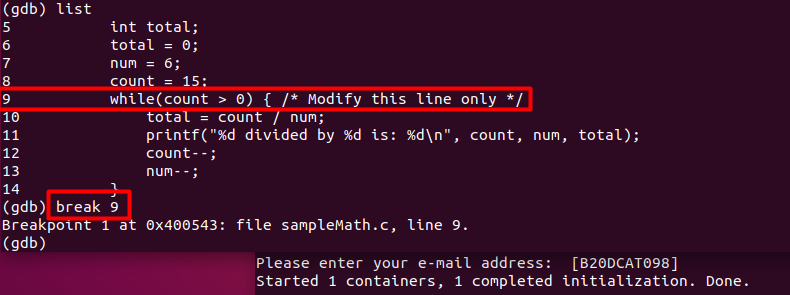 (gdb) list
5           int total;
6           total = 0;
7           num = 6;
8           count = 15;
9           while(count > 0) { /* Modify this line only */
10              total = count / num;
11              printf("%d divided by %d is: %d\n", count, num, total);
12              count--;
13              num--;
14          }
(gdb) break 9
Breakpoint 1 at 0x400543: file sampleMath.c, line 9.
(gdb)
Please enter your e-mail address:  [B20DCAT098]
Started 1 containers, 1 completed initialization. Done.